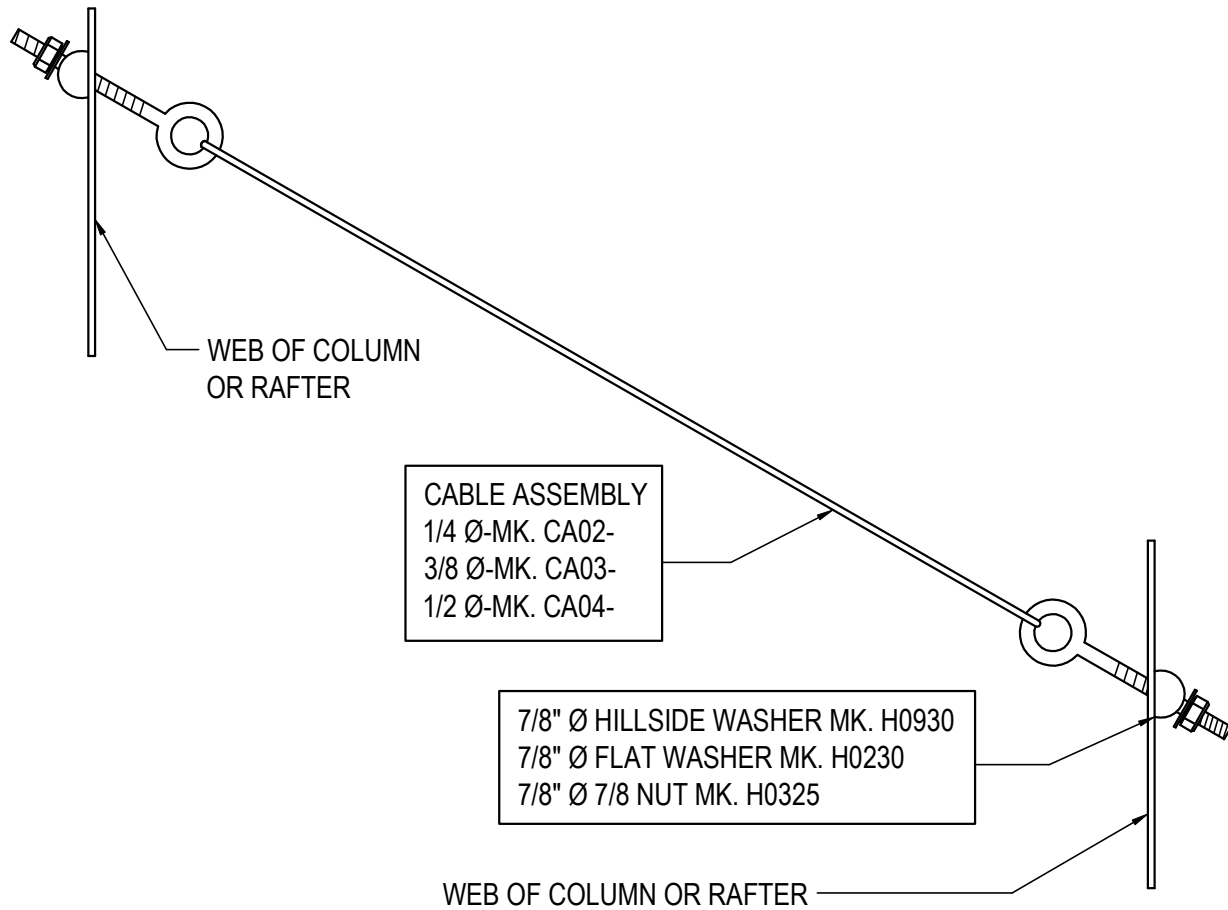 WEB OF COLUMN
OR RAFTER
CABLE ASSEMBLY
1/4 Ø-MK. CA02-
3/8 Ø-MK. CA03-
1/2 Ø-MK. CA04-
7/8" Ø HILLSIDE WASHER MK. H0930
7/8" Ø FLAT WASHER MK. H0230
7/8" Ø 7/8 NUT MK. H0325
WEB OF COLUMN OR RAFTER